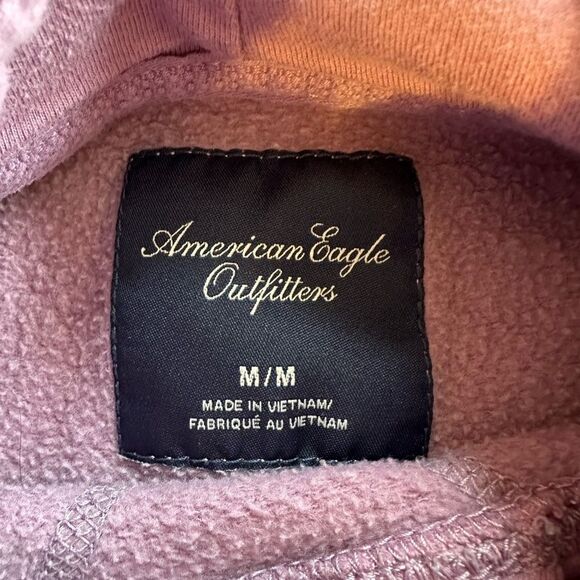 American Eagle
Outfitters
M/M
MADE IN VIETNAM/
FABRIQUÉ AU VIETNAM